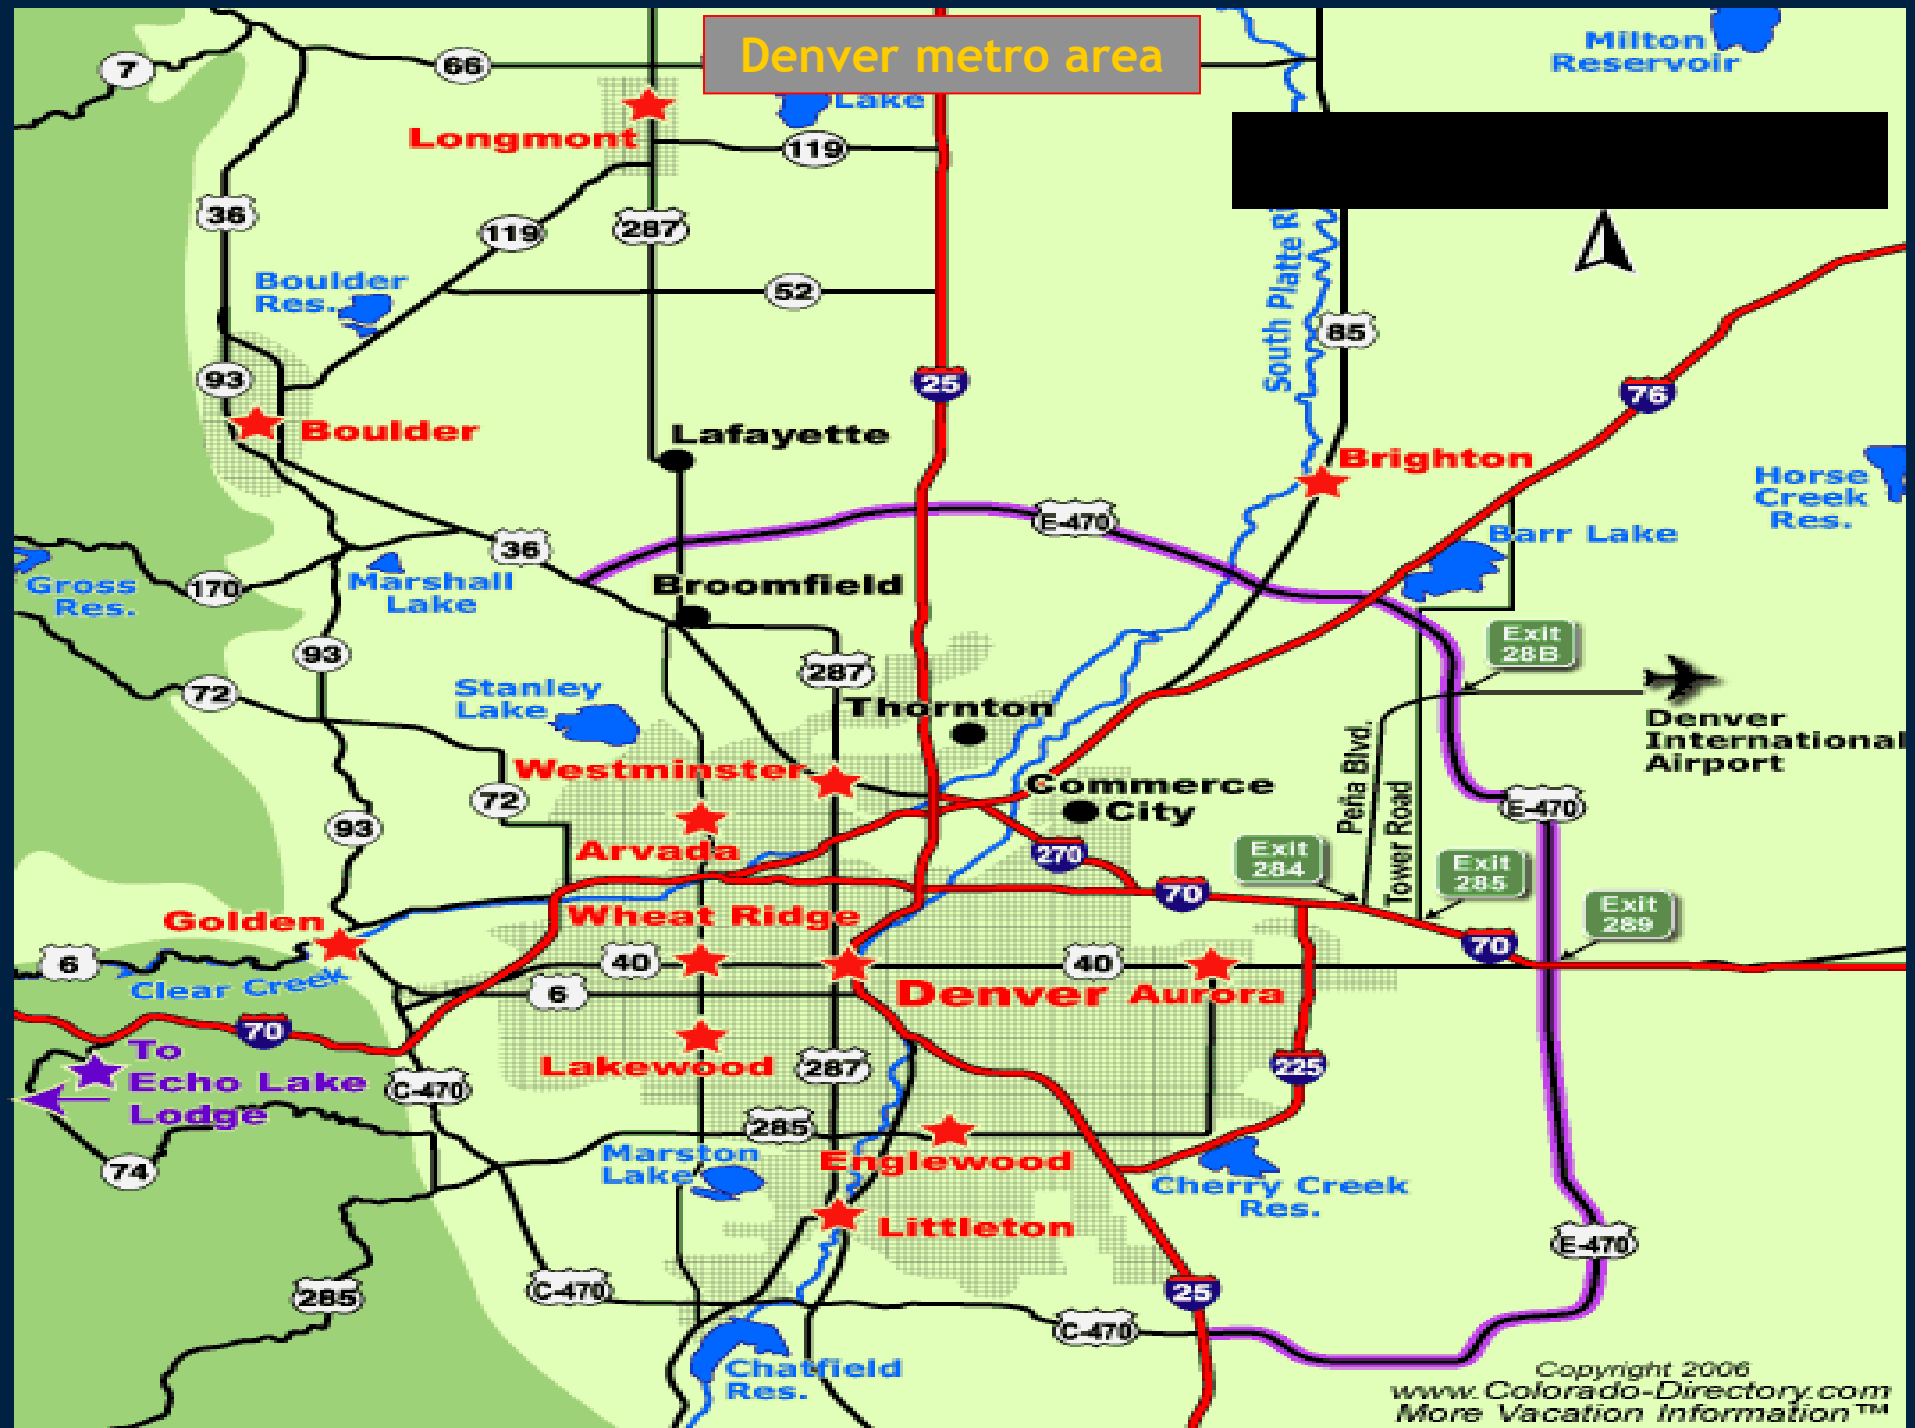 Denver metro area
Milton
Reservoir
7
66
Lake
Longmont
119
36
119
287
South Platte
Boulder
Res.
52
85
93
25
76
Boulder
Lafayette
Brighton
Horse
Creek
Res.
E-470
Barr Lake
36
Gross
Res.
170
Marshall
Lake
Broomfield
Exit
28B
93
72
287
Stanley
Lake
Thornton
Denver
International
Airport
Peña Blvd.
Tower Road
Westminster
72
Commerce
City
E-470
93
Arvada
270
Exit
284
Exit
285
70
Golden
Wheat Ridge
Exit
289
6
40
40
70
Clear Creek
6
Denver
Aurora
70
To
Echo Lake
Lodge
Lakewood
287
225
C-470
285
74
Marston
Lake
Englewood
Cherry Creek
Res.
Littleton
E-470
285
C-470
25
C-470
Chatfield
Res.
Copyright 2006
www.Colorado-Directory.com
More Vacation Information™